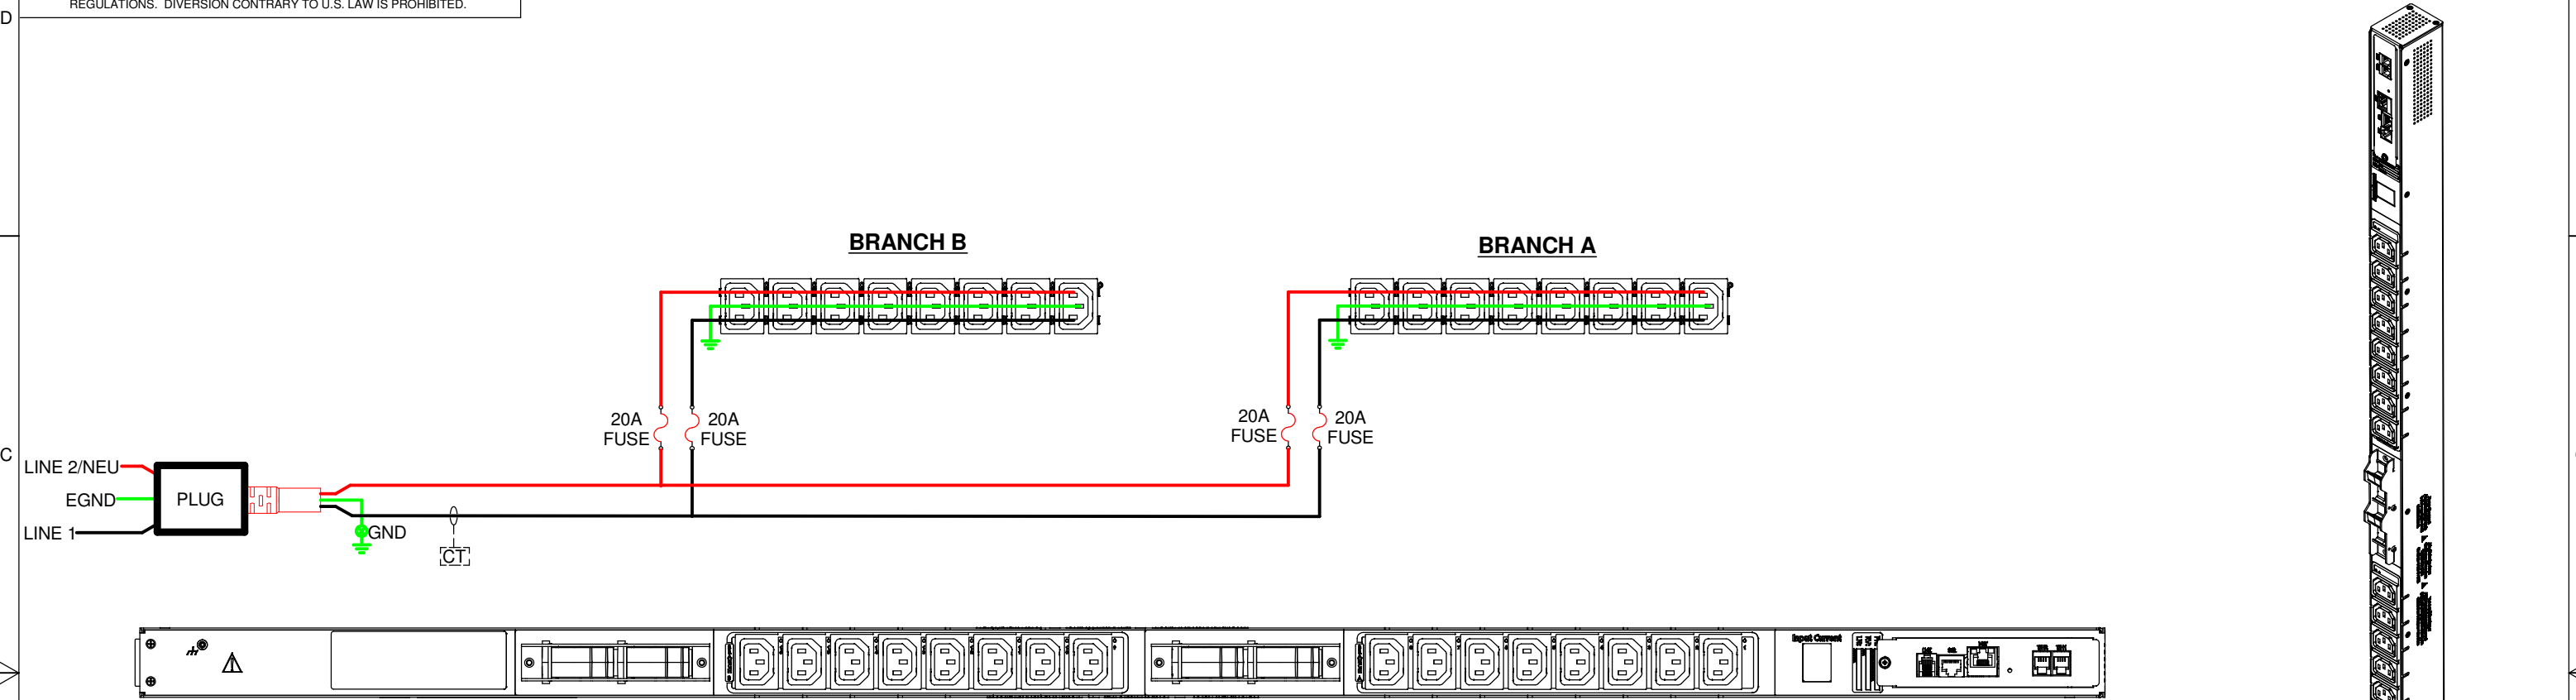 D
REGULATIONS. DIVERSION CONTRARY TO U.S. LAW IS PROHIBITED.
BRANCH B
BRANCH A
20A
FUSE
20A
FUSE
20A
FUSE
20A
FUSE
C
LINE 2/NEU
EGND
LINE 1
PLUG
GND
CT
Input Current